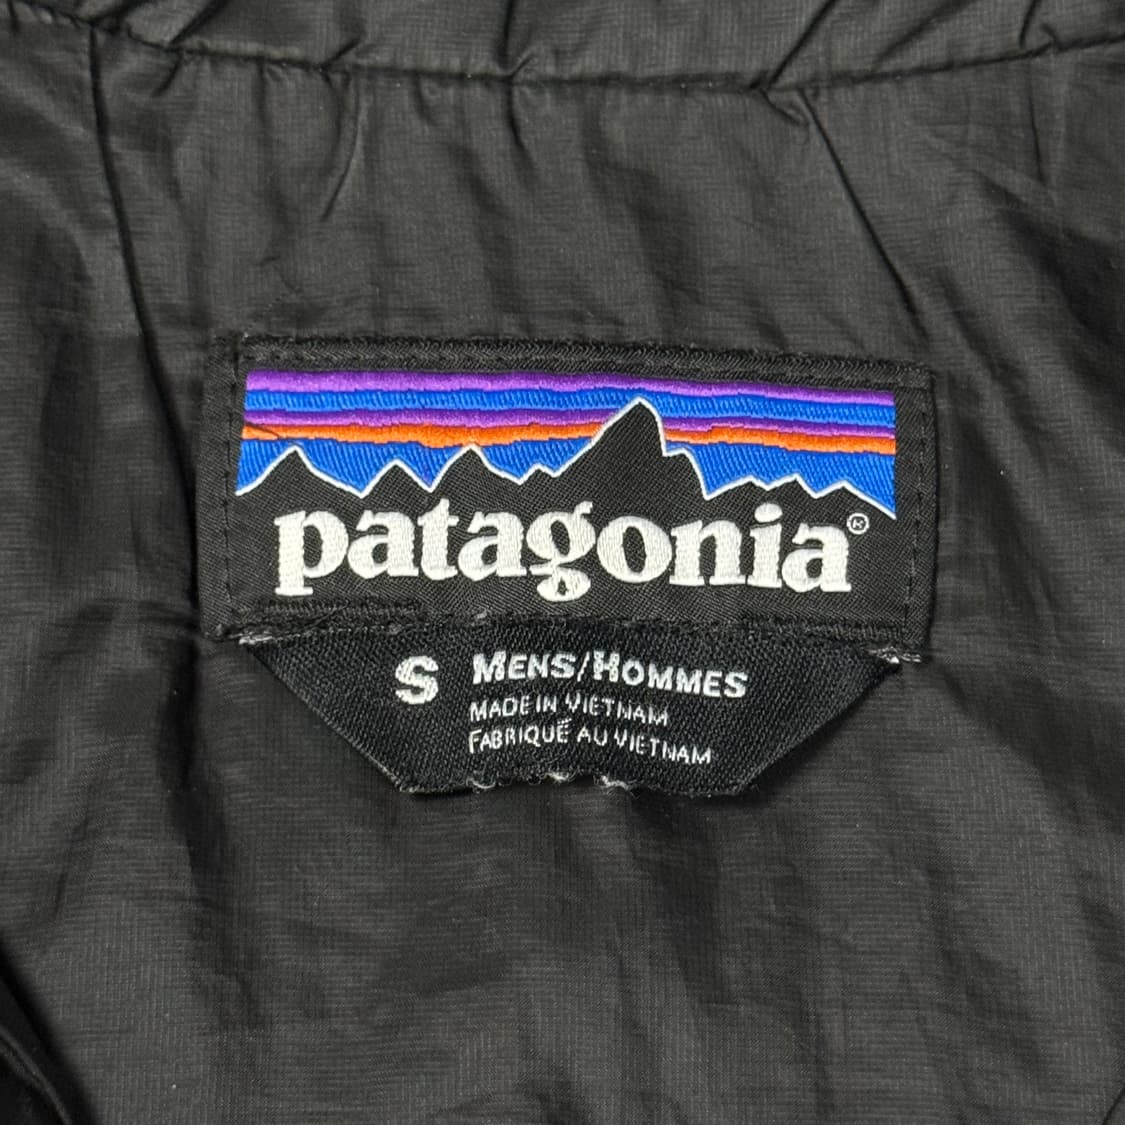 patagonia®
S MENS/HOMMES
MADE IN VIETNAM
FABRIQUÉ AU VIETNAM